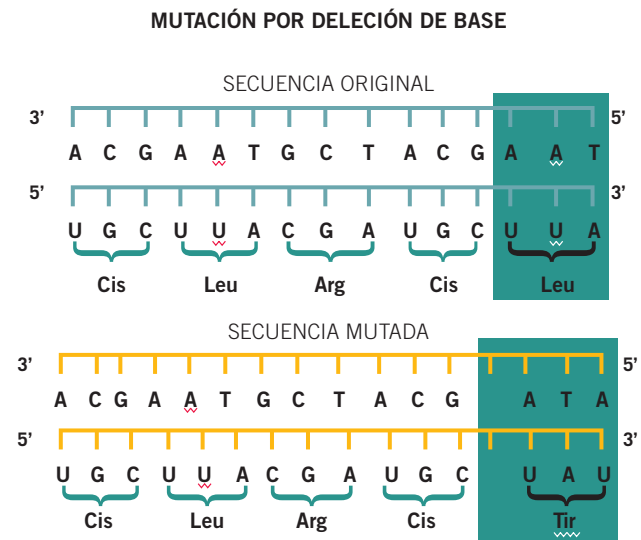 MUTACIÓN POR DELECIÓN DE BASE
SECUENCIA ORIGINAL
3’ 5’
A C G A A T G C T A C G A A T
5’ 3’
U G C U U A C G A U G C U U A
Cis Leu Arg Cis Leu
SECUENCIA MUTADA
3’ 5’
A C G A A T G C T A C G A T A
5’ 3’
U G C U U A C G A U G C U A U
Cis Leu Arg Cis Tir